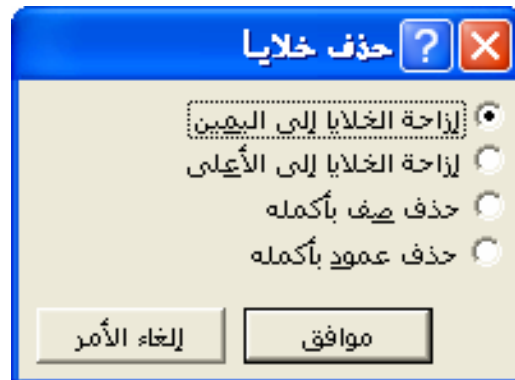 حذف خلايا
إزاحة الخلايا إلى اليمين
إزاحة الخلايا إلى الأعلى
حذف صف بأكمله
حذف عمود بأكمله
موافق إلغاء الأمر